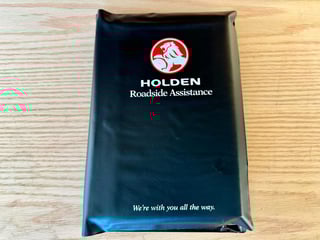 HOLDEN
Roadside Assistance
We're with you all the way.